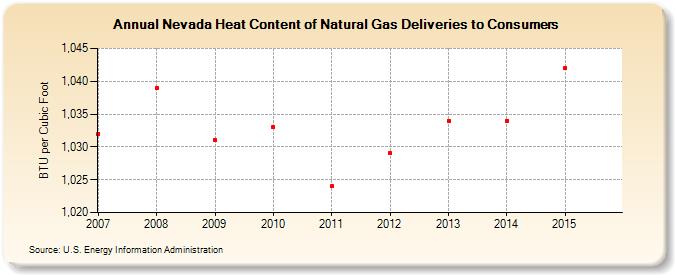 Annual Nevada Heat Content of Natural Gas Deliveries to Consumers
BTU per Cubic Foot
1,045
1,040
1,035
1,030
1,025
1,020
2007 2008 2009 2010 2011 2012 2013 2014 2015
Source: U.S. Energy Information Administration